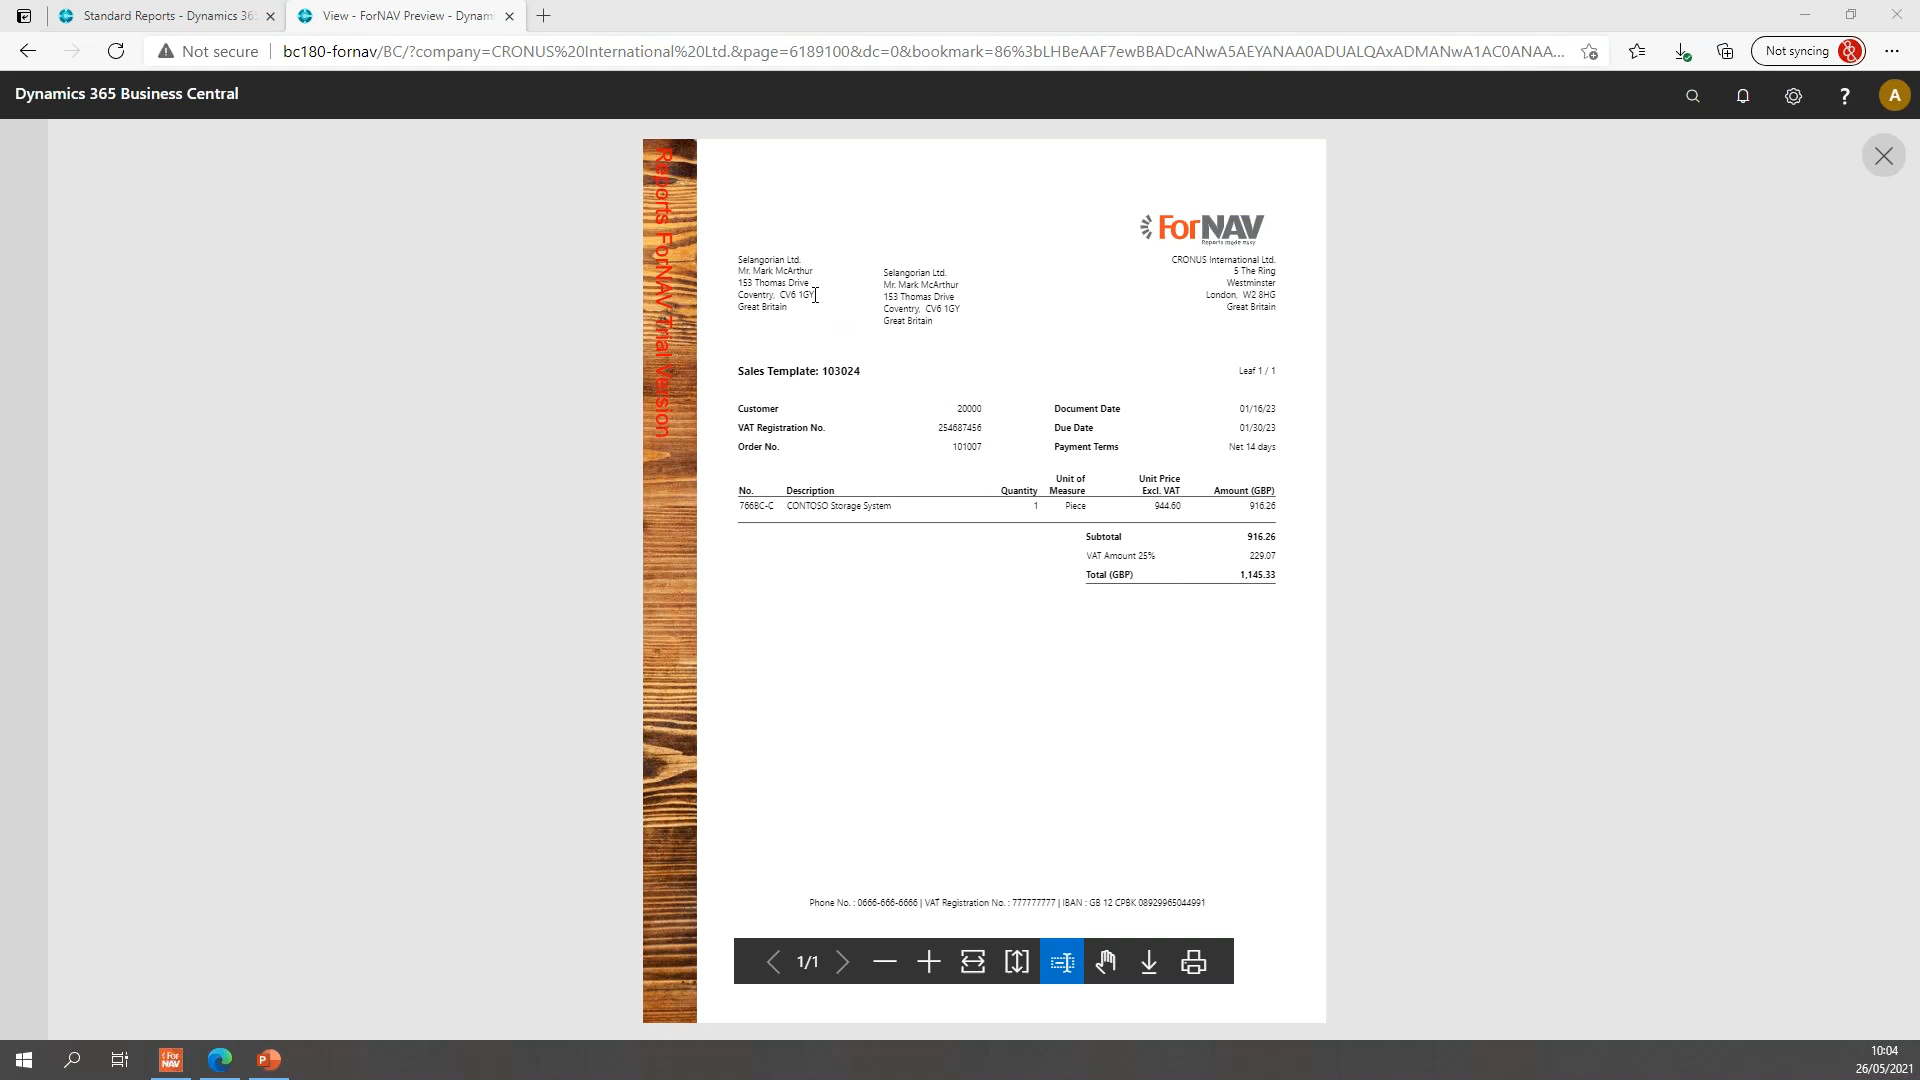 Standard Reports - Dynamics 36
View - ForNAV Preview - Dynam
Not secure
bc180-fornav/BC/?company=CRONUS%20International%20Ltd.&page=6189100&dc=0&bookmark=86%3bLHBeAAF7ewBBADcANwA5AEYANAA0ADUALQAxADMANwA1AC0ANAA...
Not syncing
Dynamics 365 Business Central
?
A
Reports ForNAV Trial Version
ForNAV
Reports made easy
Selangorian Ltd.
Mr. Mark McArthur
153 Thomas Drive
Coventry, CV6 1GY
Great Britain
Selangorian Ltd.
Mr. Mark McArthur
153 Thomas Drive
Coventry, CV6 1GY
Great Britain
CRONUS International Ltd.
5 The Ring
Westminster
London, W2 8HG
Great Britain
Sales Template: 103024
Leaf 1 / 1
Customer 20000 Document Date 01/16/23
VAT Registration No. 254687456 Due Date 01/30/23
Order No. 101007 Payment Terms Net 14 days
Unit of Unit Price
No. Description Quantity Measure Excl. VAT Amount (GBP)
766BC-C CONTOSO Storage System 1 Piece 944.60 916.26
Subtotal 916.26
VAT Amount 25% 229.07
Total (GBP) 1,145.33
Phone No. : 0666-666-6666 | VAT Registration No. : 777777777 | IBAN : GB 12 CPBK 08929965044991
1/1
For
NAV
P
10:04
26/05/2021